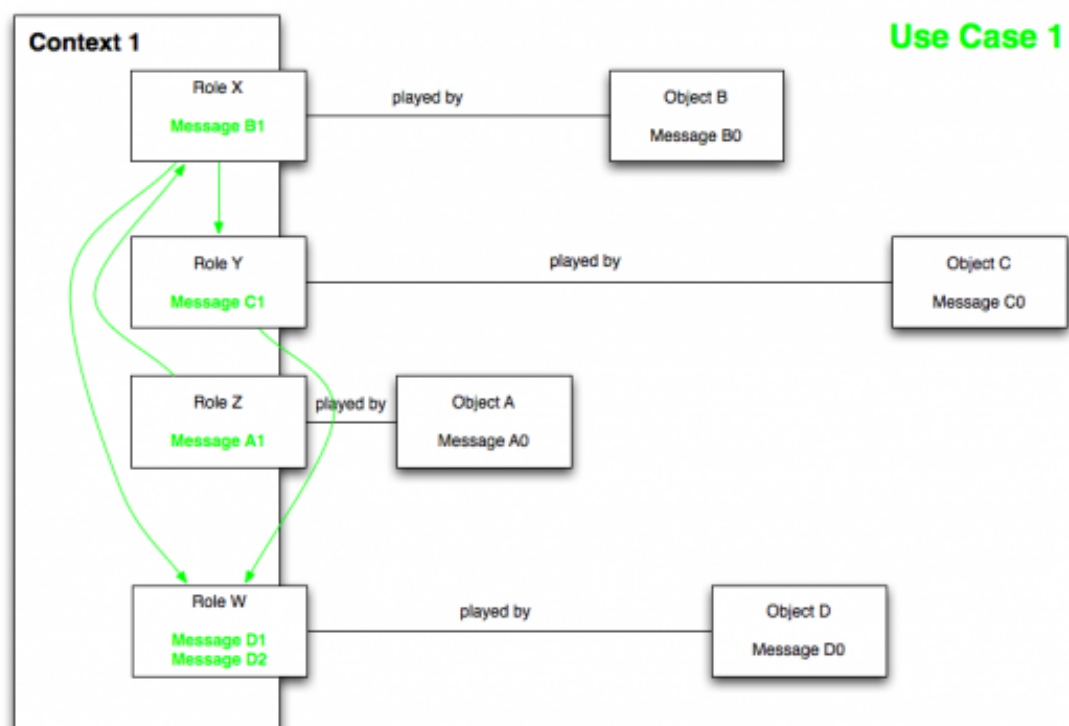 Context 1
Use Case 1
Role X
Message B1
played by
Object B
Message B0
Role Y
Message C1
played by
Object C
Message C0
Role Z
Message A1
played by
Object A
Message A0
Role W
Message D1
Message D2
played by
Object D
Message D0